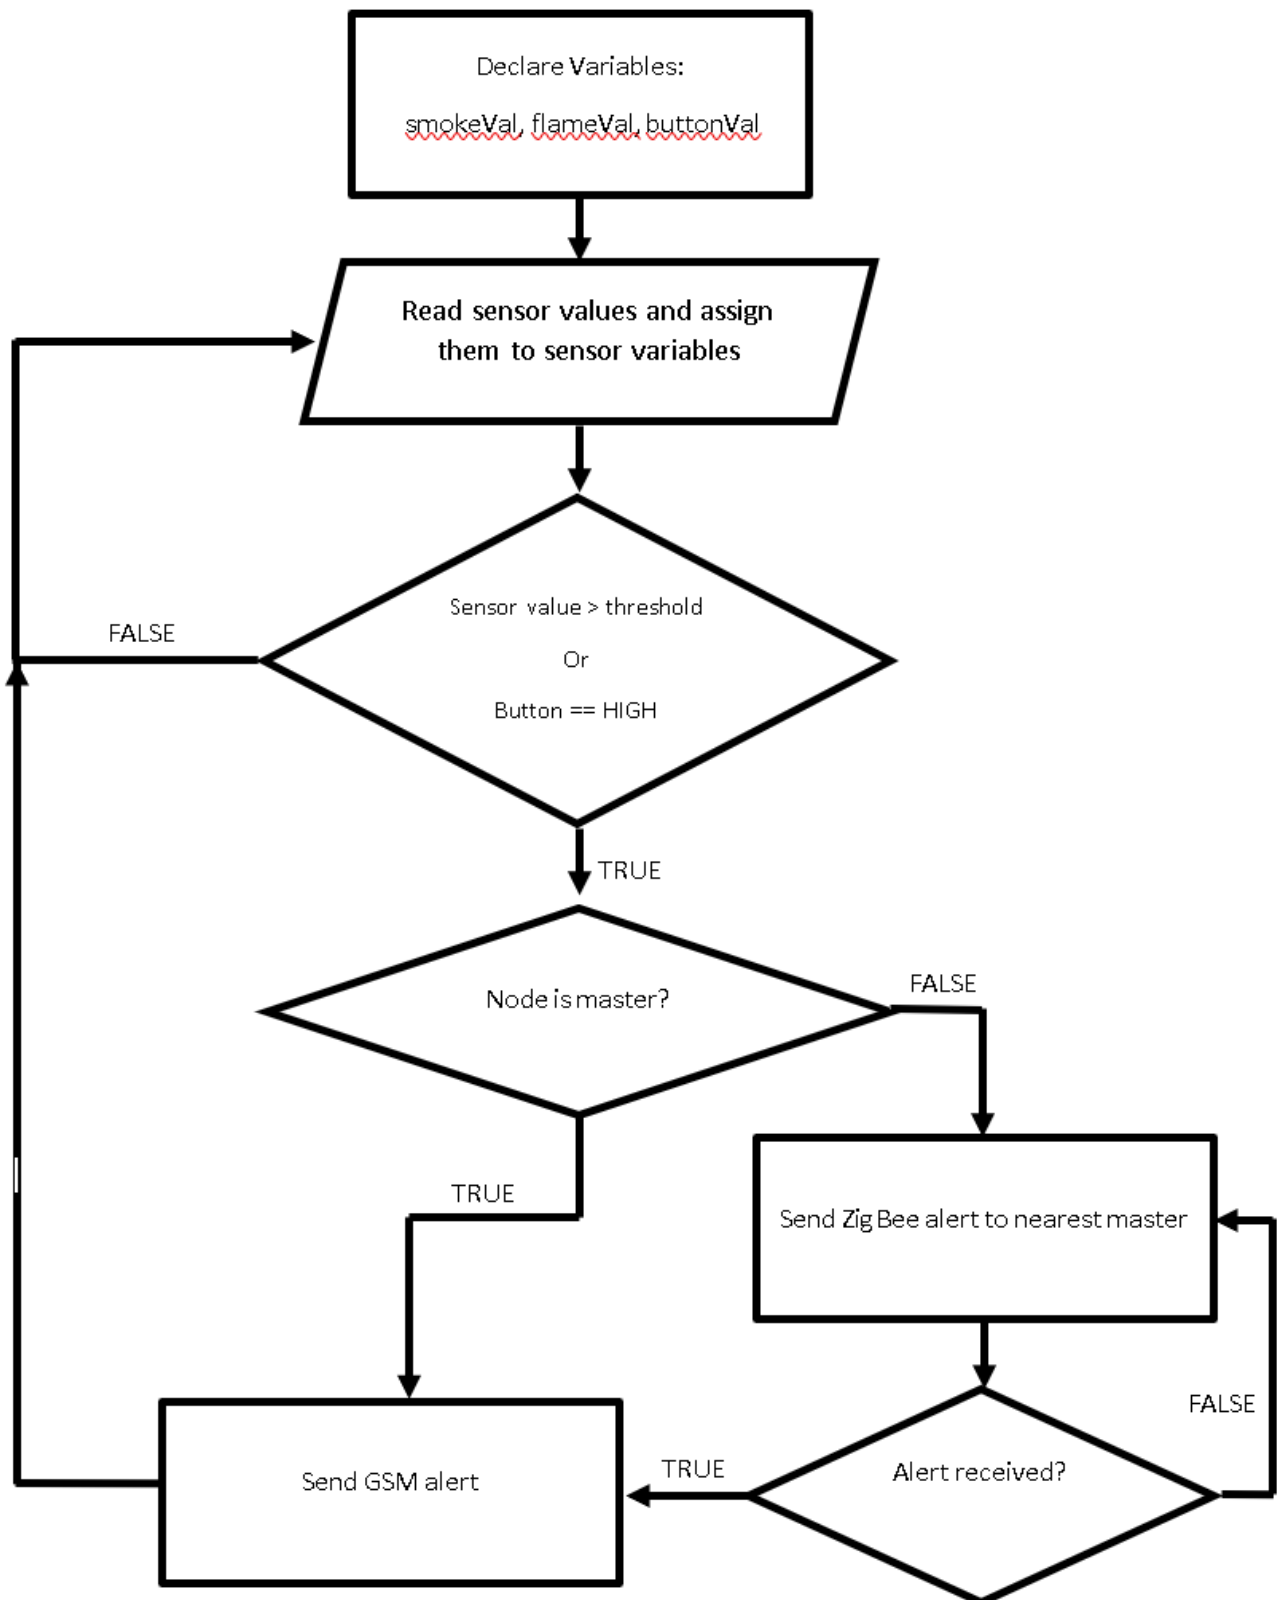 Declare Variables:
smokeVal, flameVal, buttonVal
Read sensor values and assign
them to sensor variables
Sensor value > threshold
Or
Button == HIGH
FALSE
TRUE
Node is master?
FALSE
TRUE
Send Zig Bee alert to nearest master
FALSE
Alert received?
TRUE
Send GSM alert